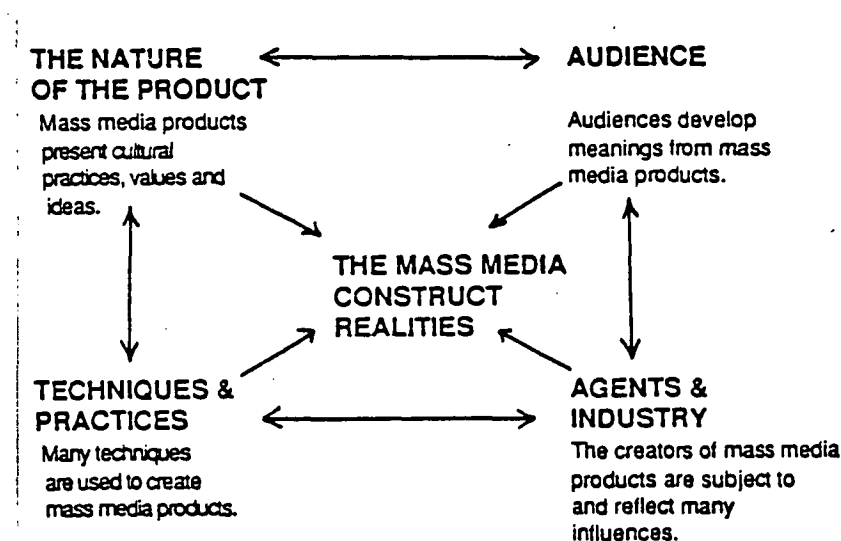 THE NATURE
OF THE PRODUCT
Mass media products
present cultural
practices, values and
ideas.
AUDIENCE
Audiences develop
meanings from mass
media products.
THE MASS MEDIA
CONSTRUCT
REALITIES
TECHNIQUES &
PRACTICES
Many techniques
are used to create
mass media products.
AGENTS &
INDUSTRY
The creators of mass media
products are subject to
and reflect many
influences.